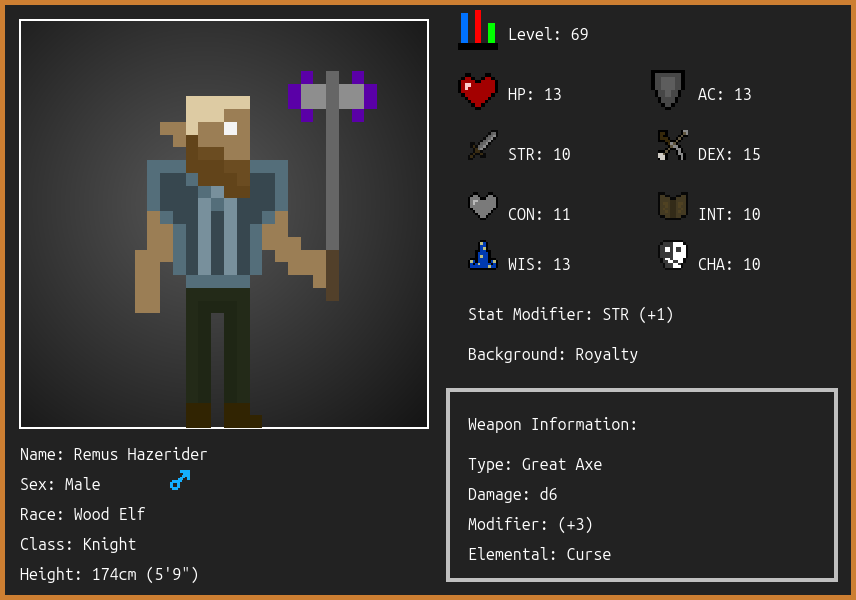 Level: 69
HP: 13
AC: 13
STR: 10
DEX: 15
CON: 11
INT: 10
WIS: 13
CHA: 10
Stat Modifier: STR (+1)
Background: Royalty
Weapon Information:
Type: Great Axe
Damage: d6
Modifier: (+3)
Elemental: Curse
Name: Remus Hazerider
Sex: Male
Race: Wood Elf
Class: Knight
Height: 174cm (5'9")